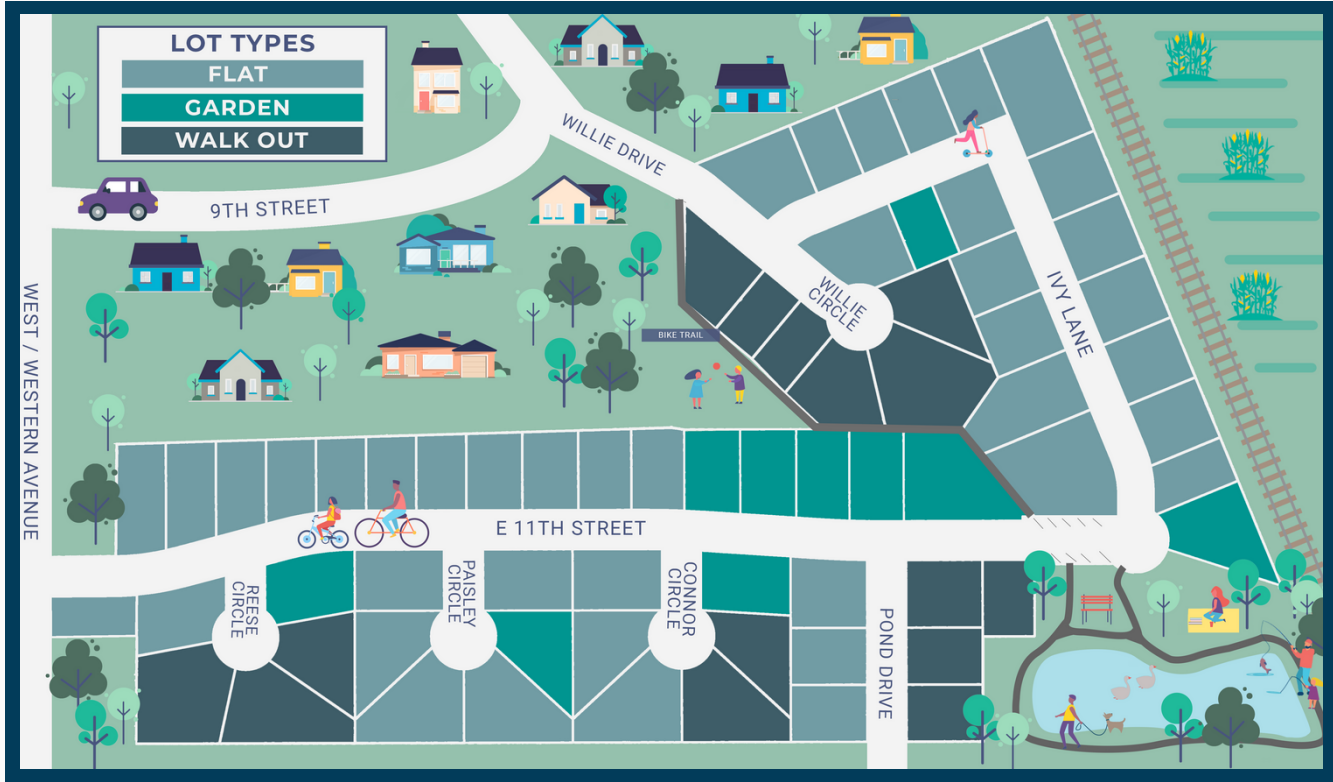 LOT TYPES
FLAT
GARDEN
WALK OUT
WILLIE DRIVE
9TH STREET
WILLIE
CIRCLE
IVY LANE
BIKE TRAIL
WEST / WESTERN AVENUE
E 11TH STREET
REESE
CIRCLE
PAISLEY
CIRCLE
CONNOR
CIRCLE
POND DRIVE